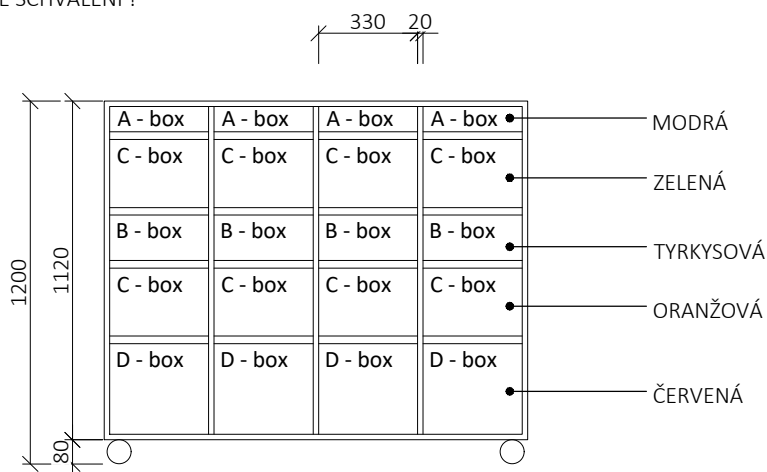 E SCHVÁLENÍ !
330 20
A - box A - box A - box A - box MODRÁ
C - box C - box C - box C - box ZELENÁ
B - box B - box B - box B - box TYRKYSOVÁ
C - box C - box C - box C - box ORANŽOVÁ
D - box D - box D - box D - box ČERVENÁ
1200
1120
80